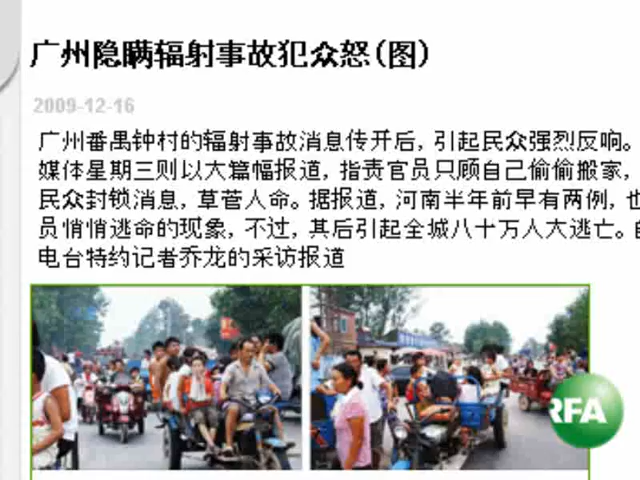 广州隐瞒辐射事故犯众怒(图)
2009-12-16
广州番禺钟村的辐射事故消息传开后，引起民众强烈反响。
媒体星期三则以大篇幅报道，指责官员只顾自己偷偷搬家，
民众封锁消息，草菅人命。据报道，河南半年前早有两例，也
员悄悄逃命的现象，不过，其后引起全城八十万人大逃亡。
电台特约记者乔龙的采访报道
RFA